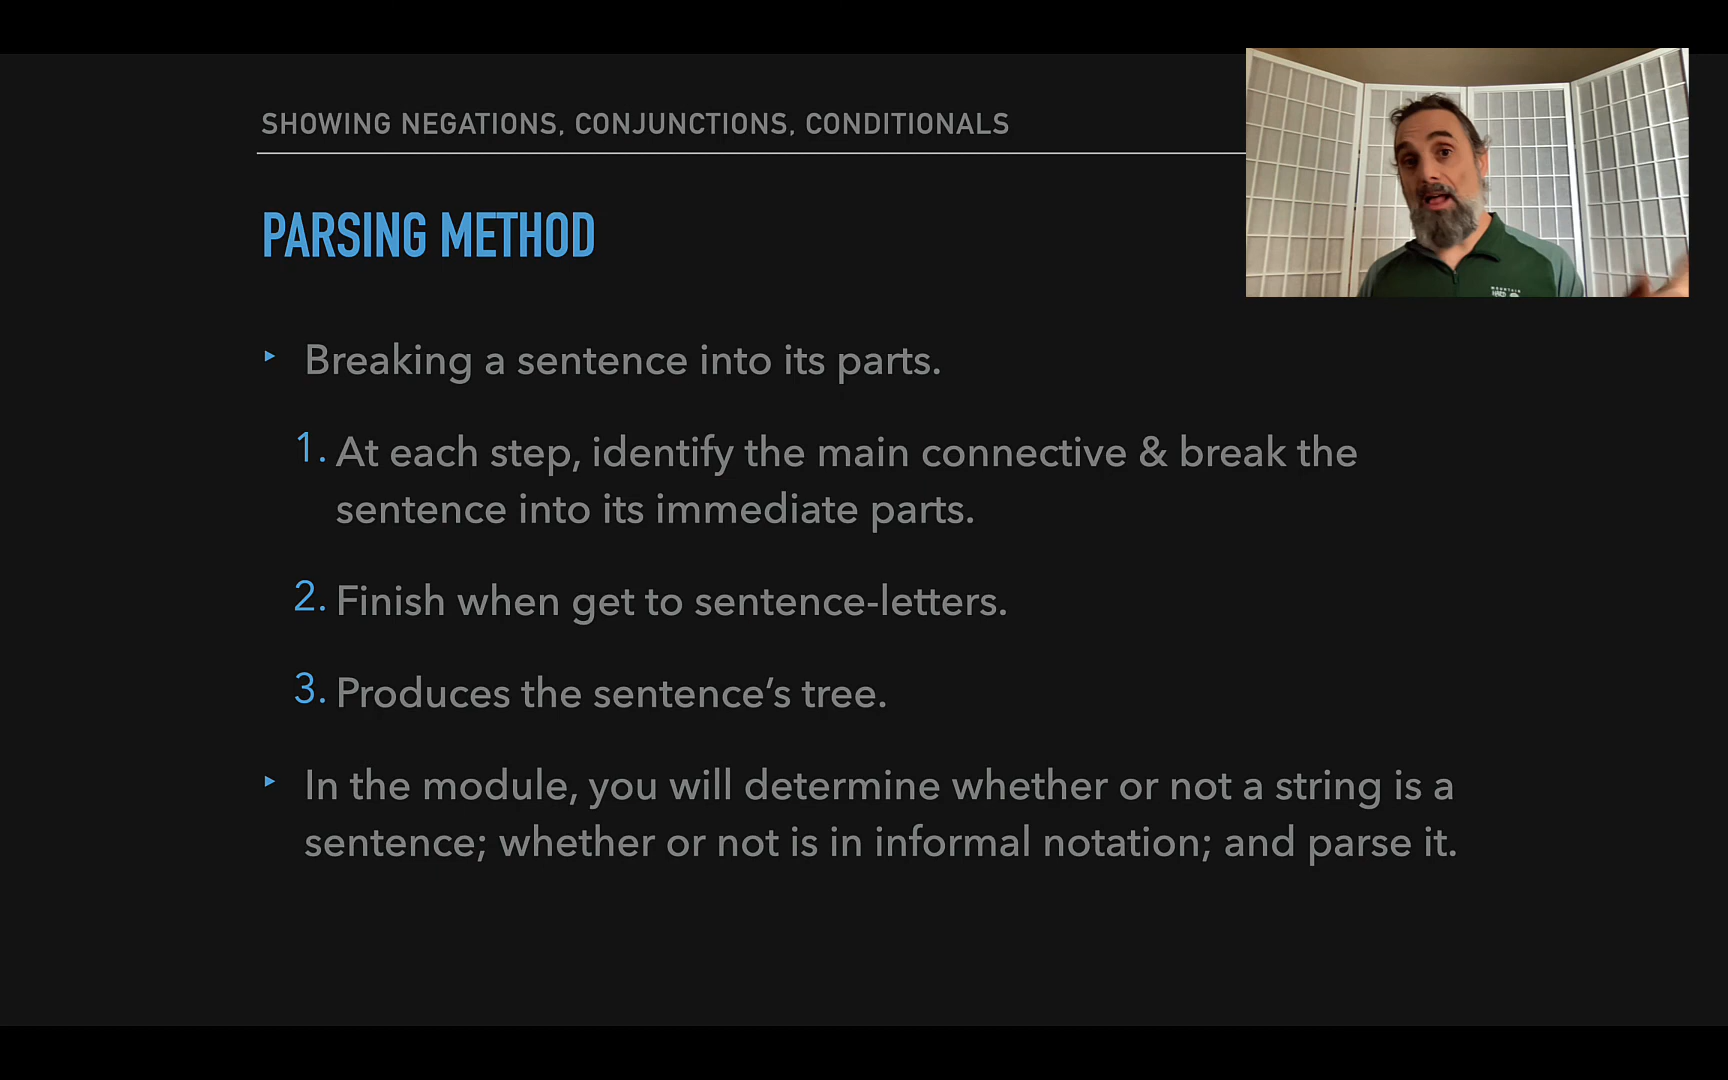 SHOWING NEGATIONS, CONJUNCTIONS, CONDITIONALS
PARSING METHOD
‣ Breaking a sentence into its parts.
1. At each step, identify the main connective & break the
sentence into its immediate parts.
2. Finish when get to sentence-letters.
3. Produces the sentence’s tree.
‣ In the module, you will determine whether or not a string is a
sentence; whether or not is in informal notation; and parse it.